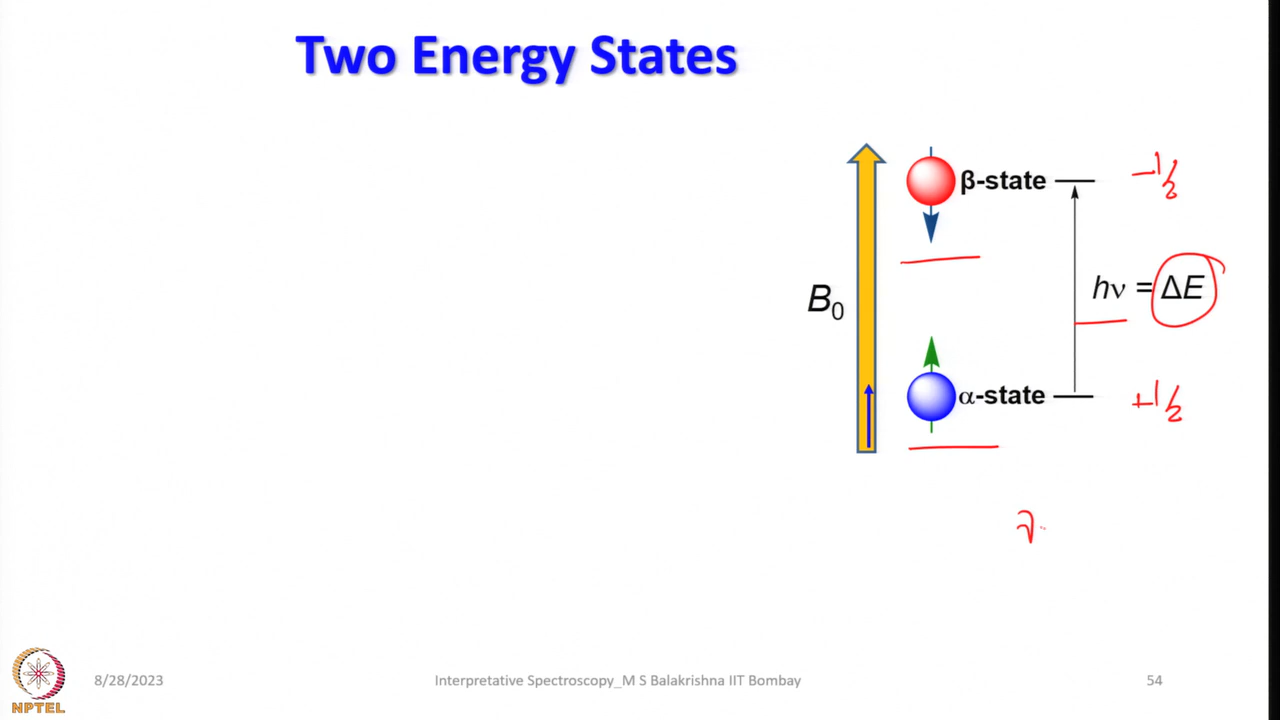 Two Energy States
β-state
-1/2
B0
hν = ΔE
α-state
+1/2
8/28/2023
Interpretative Spectroscopy_M S Balakrishna IIT Bombay
54
NPTEL